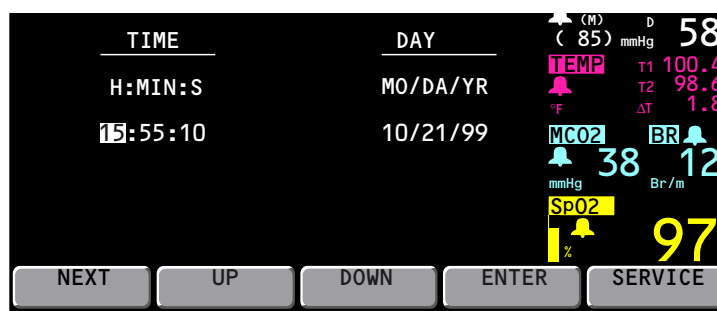 TIME DAY
H:MIN:S MO/DA/YR
15:55:10 10/21/99
(M) D
( 85) mmHg 58
TEMP T1 100.4
T2 98.6
°F ΔT 1.8
MCO2 BR
38 12
mmHg Br/m
SpO2
% 97
NEXT UP DOWN ENTER SERVICE